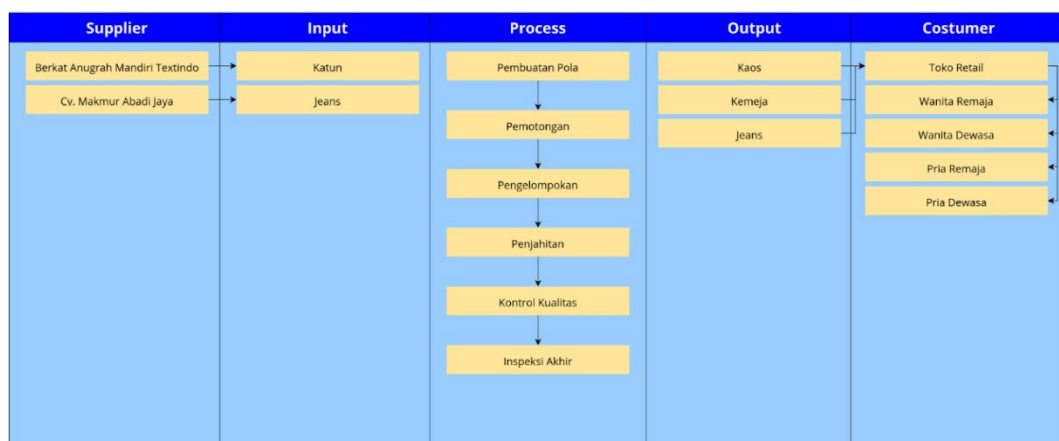 Supplier
Input
Process
Output
Costumer
Berkat Anugrah Mandiri Textindo
Katun
Pembuatan Pola
Kaos
Toko Retail
Cv. Makmur Abadi Jaya
Jeans
Kemeja
Wanita Remaja
Pemotongan
Jeans
Wanita Dewasa
Pria Remaja
Pengelompokan
Pria Dewasa
Penjahitan
Kontrol Kualitas
Inspeksi Akhir